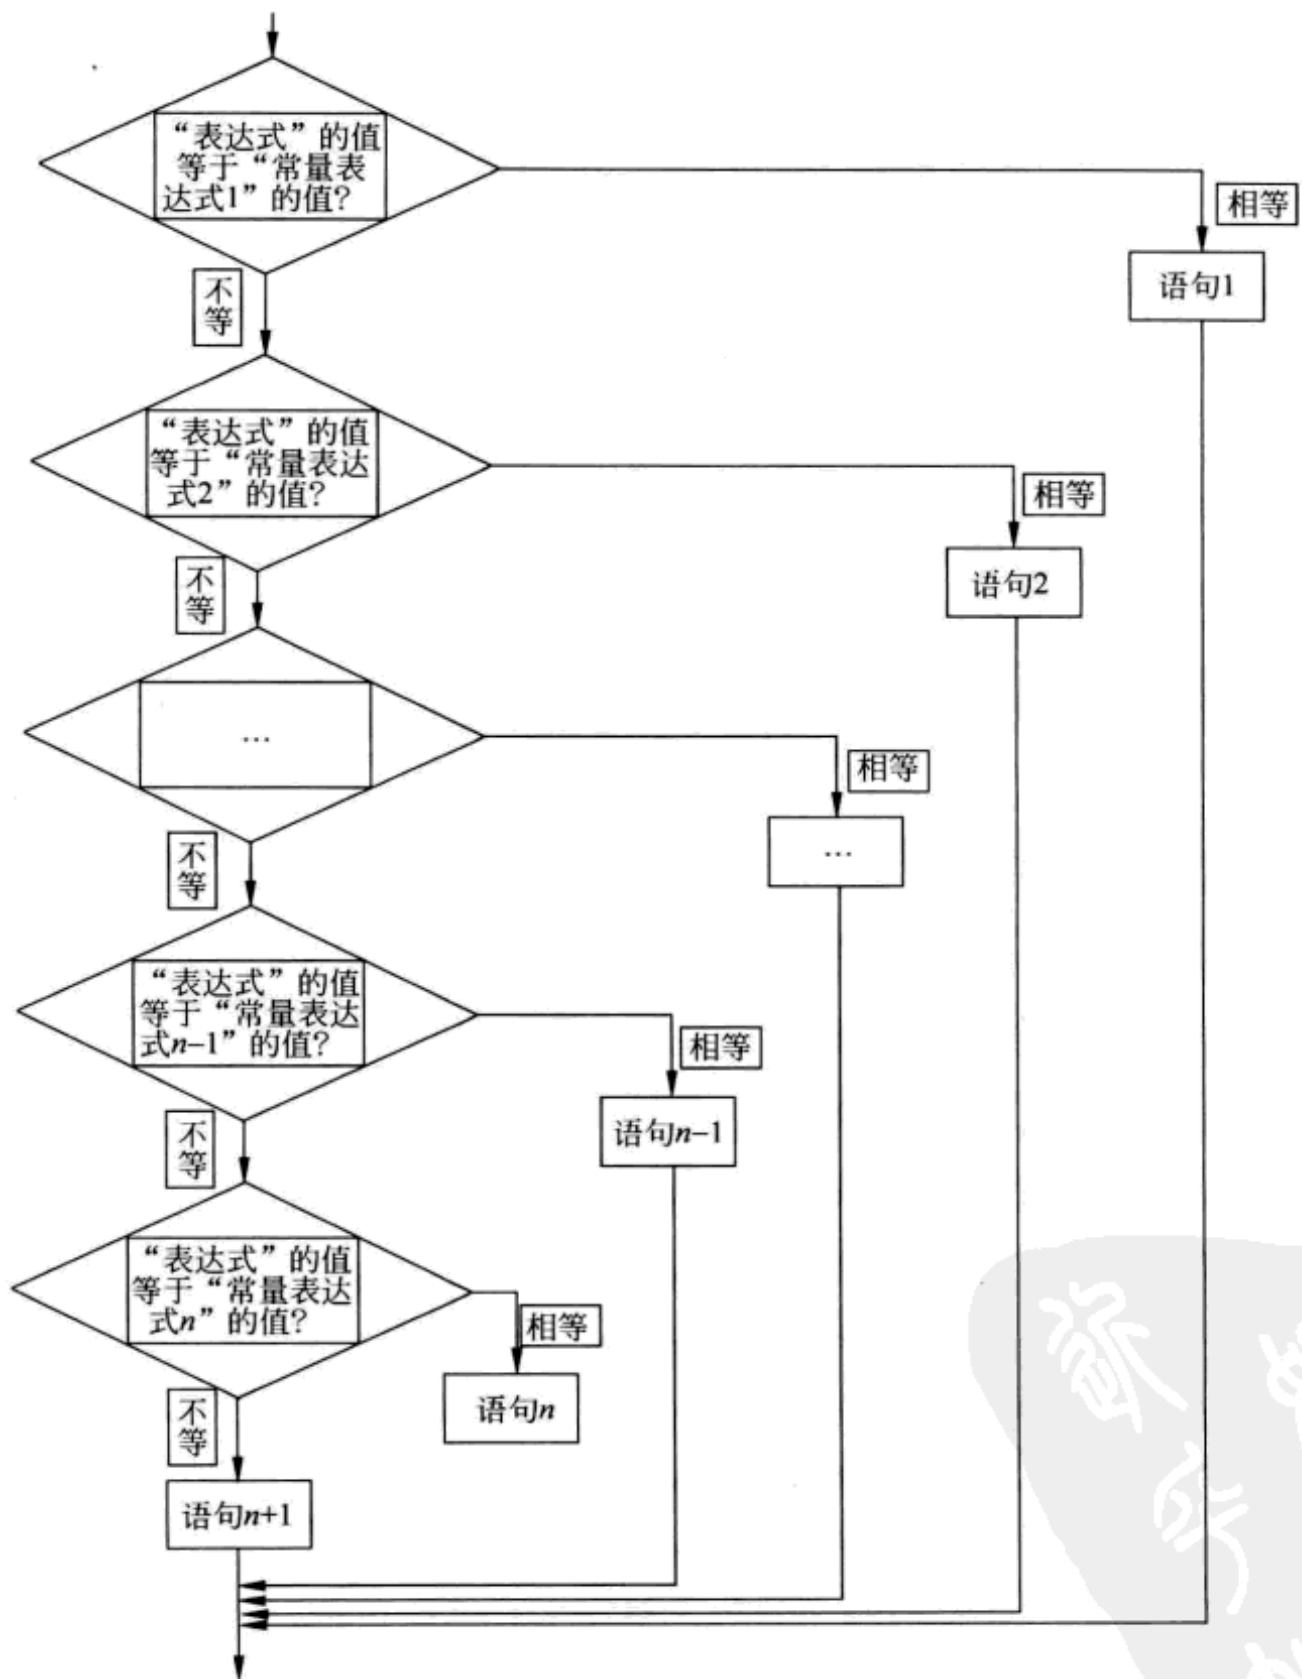 “表达式”的值
等于“常量表
达式1”的值？
相等
语句1
不
等
“表达式”的值
等于“常量表达
式2”的值？
相等
语句2
不
等
…
相等
…
不
等
“表达式”的值
等于“常量表达
式n–1”的值？
相等
语句n–1
不
等
“表达式”的值
等于“常量表达
式n”的值？
相等
语句n
不
等
语句n+1